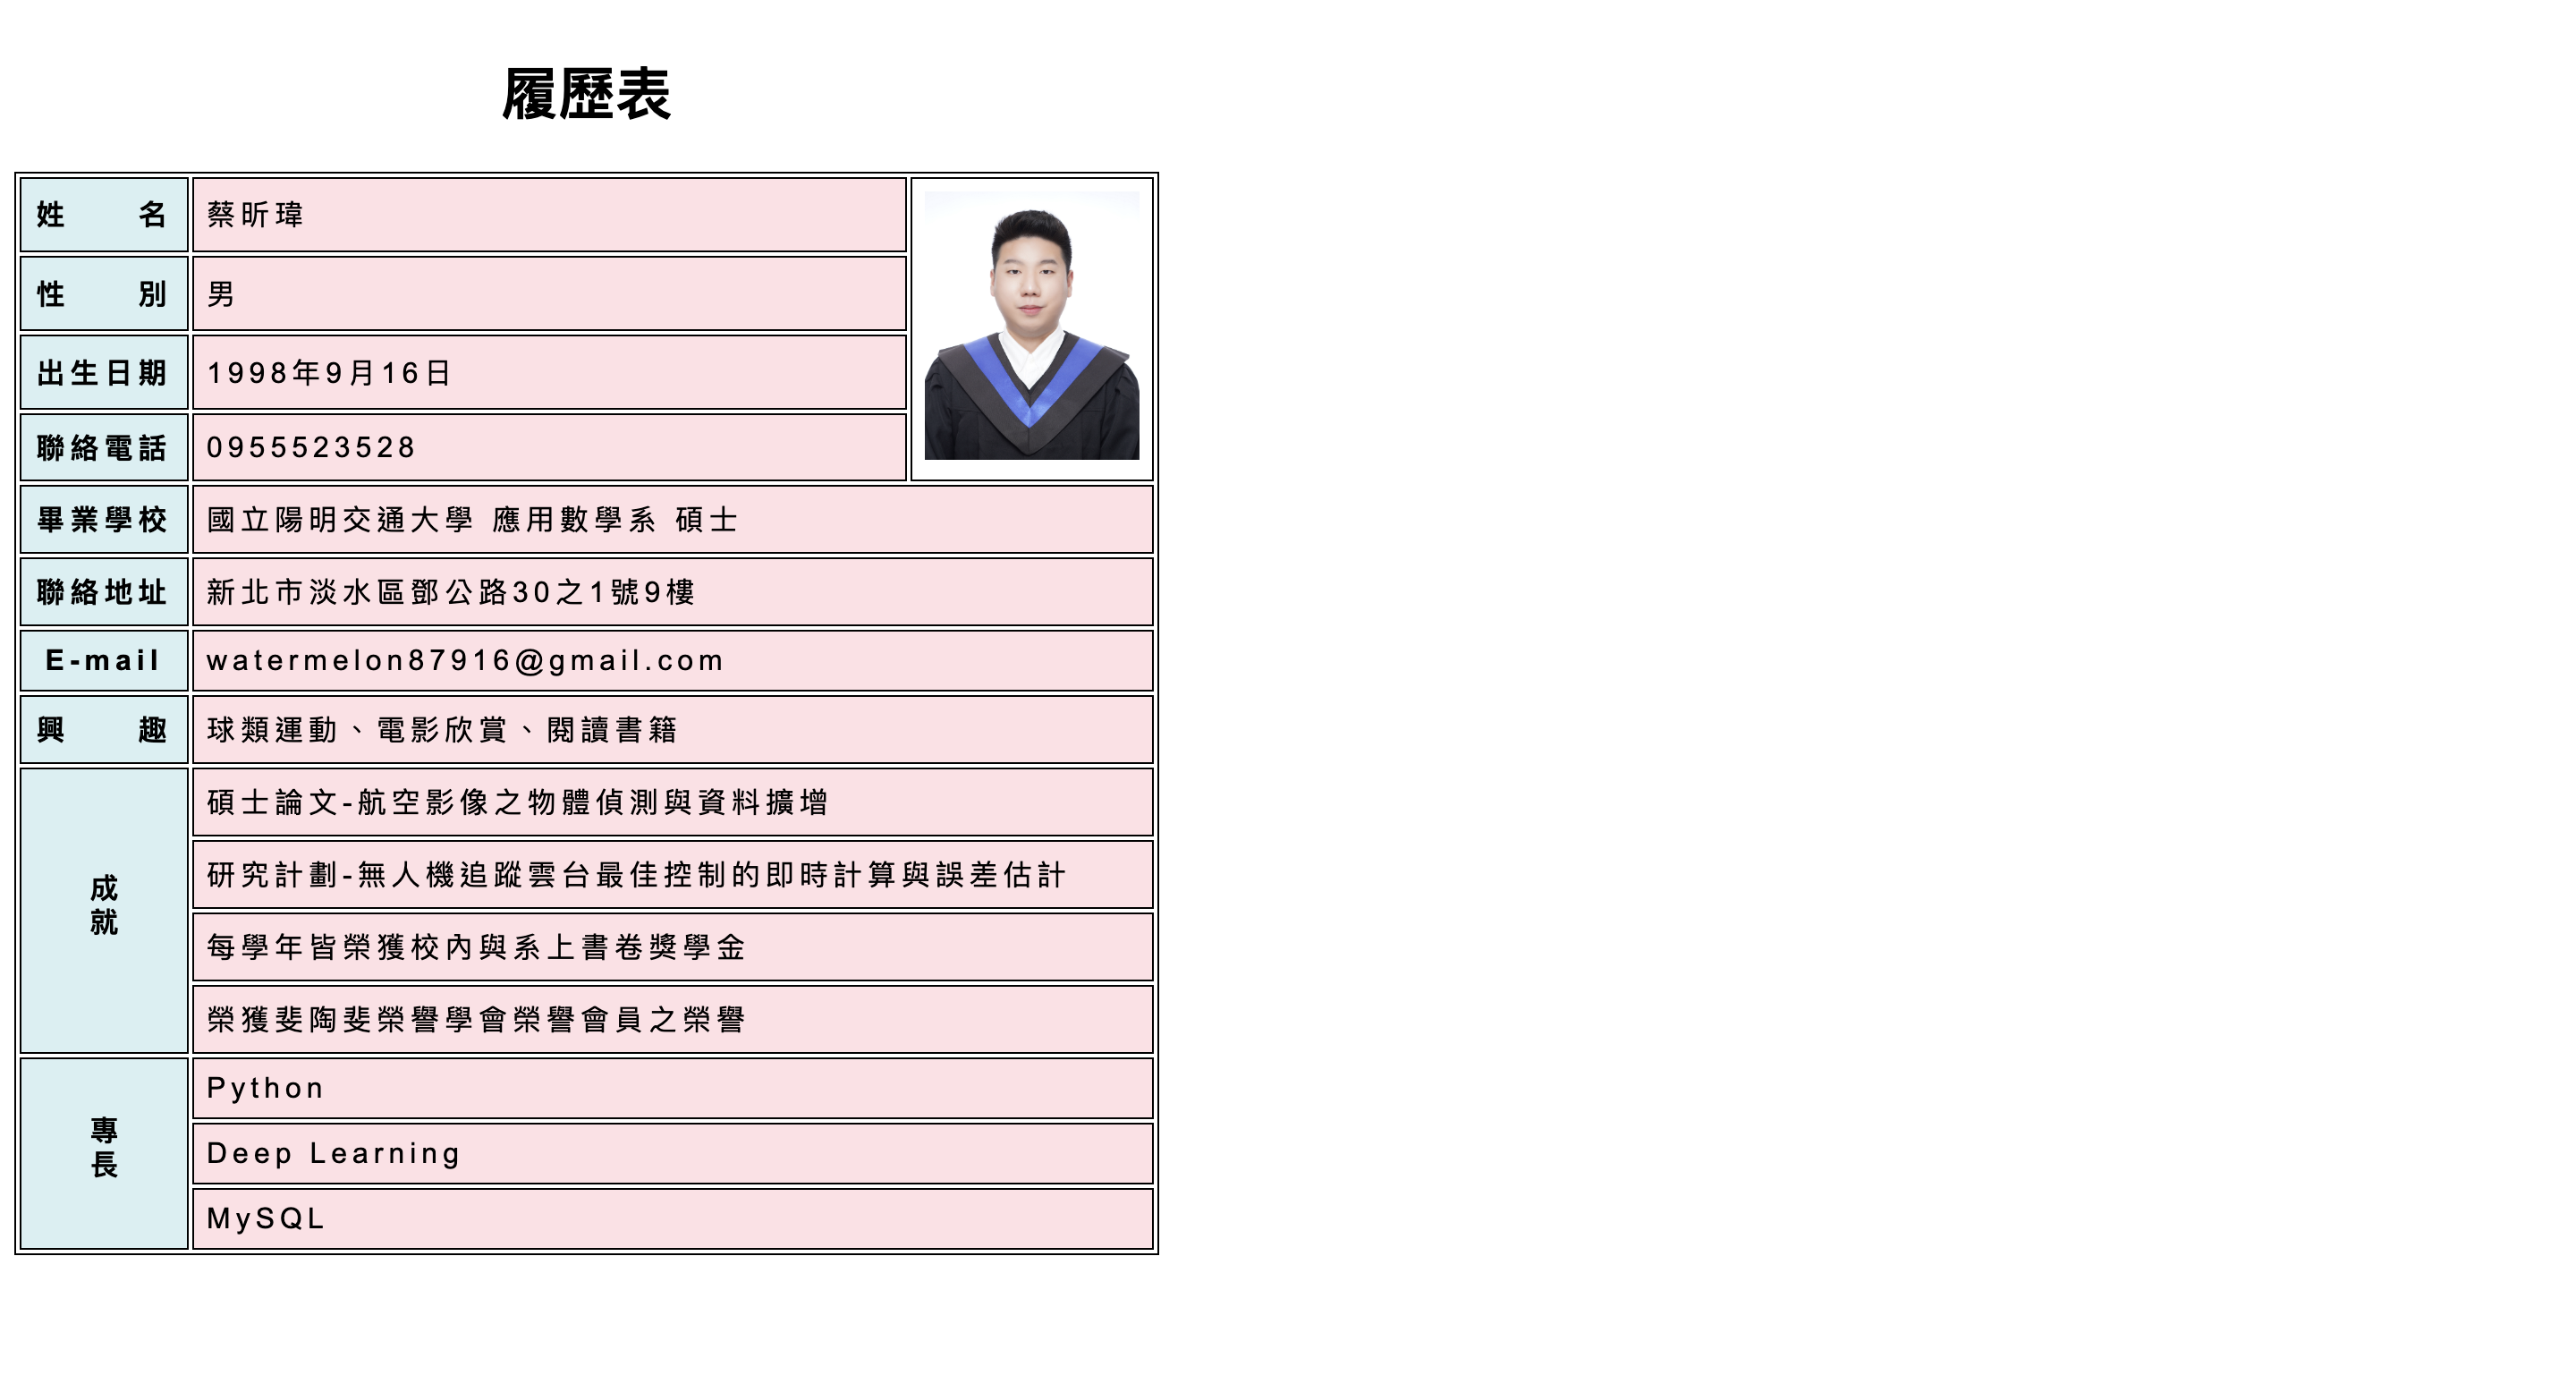 履歷表
姓名 蔡昕瑋
性別 男
出生日期 1998年9月16日
聯絡電話 0955523528
畢業學校 國立陽明交通大學 應用數學系 碩士
聯絡地址 新北市淡水區鄧公路30之1號9樓
E-mail watermelon87916@gmail.com
興趣 球類運動、電影欣賞、閱讀書籍
成就
碩士論文-航空影像之物體偵測與資料擴增
研究計劃-無人機追蹤雲台最佳控制的即時計算與誤差估計
每學年皆榮獲校內與系上書卷獎學金
榮獲斐陶斐榮譽學會榮譽會員之榮譽
專長
Python
Deep Learning
MySQL